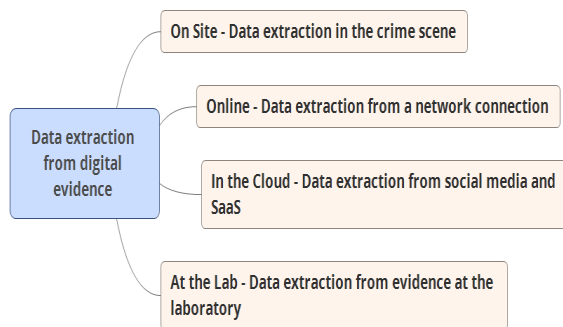 On Site - Data extraction in the crime scene
Online - Data extraction from a network connection
Data extraction
from digital
evidence
In the Cloud - Data extraction from social media and
SaaS
At the Lab - Data extraction from evidence at the
laboratory